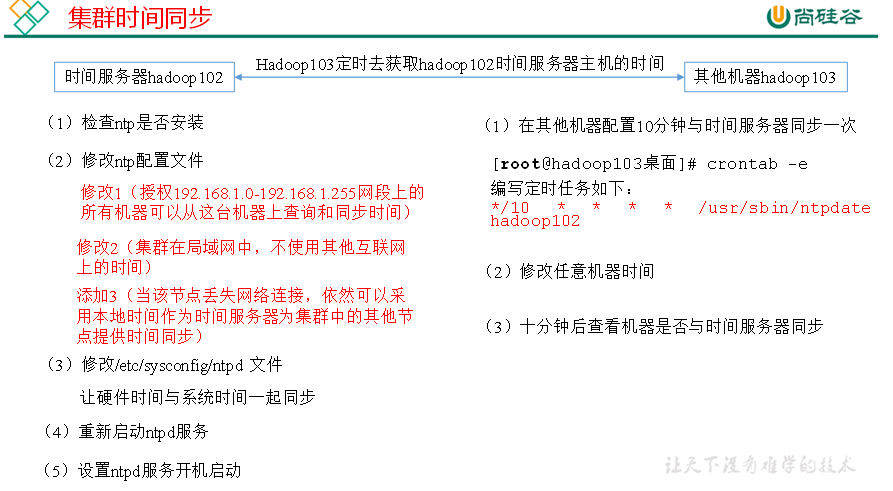 集群时间同步
尚硅谷
时间服务器hadoop102
Hadoop103定时去获取hadoop102时间服务器主机的时间
其他机器hadoop103
（1）检查ntp是否安装
（2）修改ntp配置文件
修改1（授权192.168.1.0-192.168.1.255网段上的
所有机器可以从这台机器上查询和同步时间）
修改2（集群在局域网中，不使用其他互联网
上的时间）
添加3（当该节点丢失网络连接，依然可以采
用本地时间作为时间服务器为集群中的其他节
点提供时间同步）
（3）修改/etc/sysconfig/ntpd 文件
让硬件时间与系统时间一起同步
（4）重新启动ntpd服务
（5）设置ntpd服务开机启动
（1）在其他机器配置10分钟与时间服务器同步一次
[root@hadoop103桌面]# crontab -e
编写定时任务如下：
*/10 * * * * /usr/sbin/ntpdate
hadoop102
（2）修改任意机器时间
（3）十分钟后查看机器是否与时间服务器同步
让天下没有难学的技术